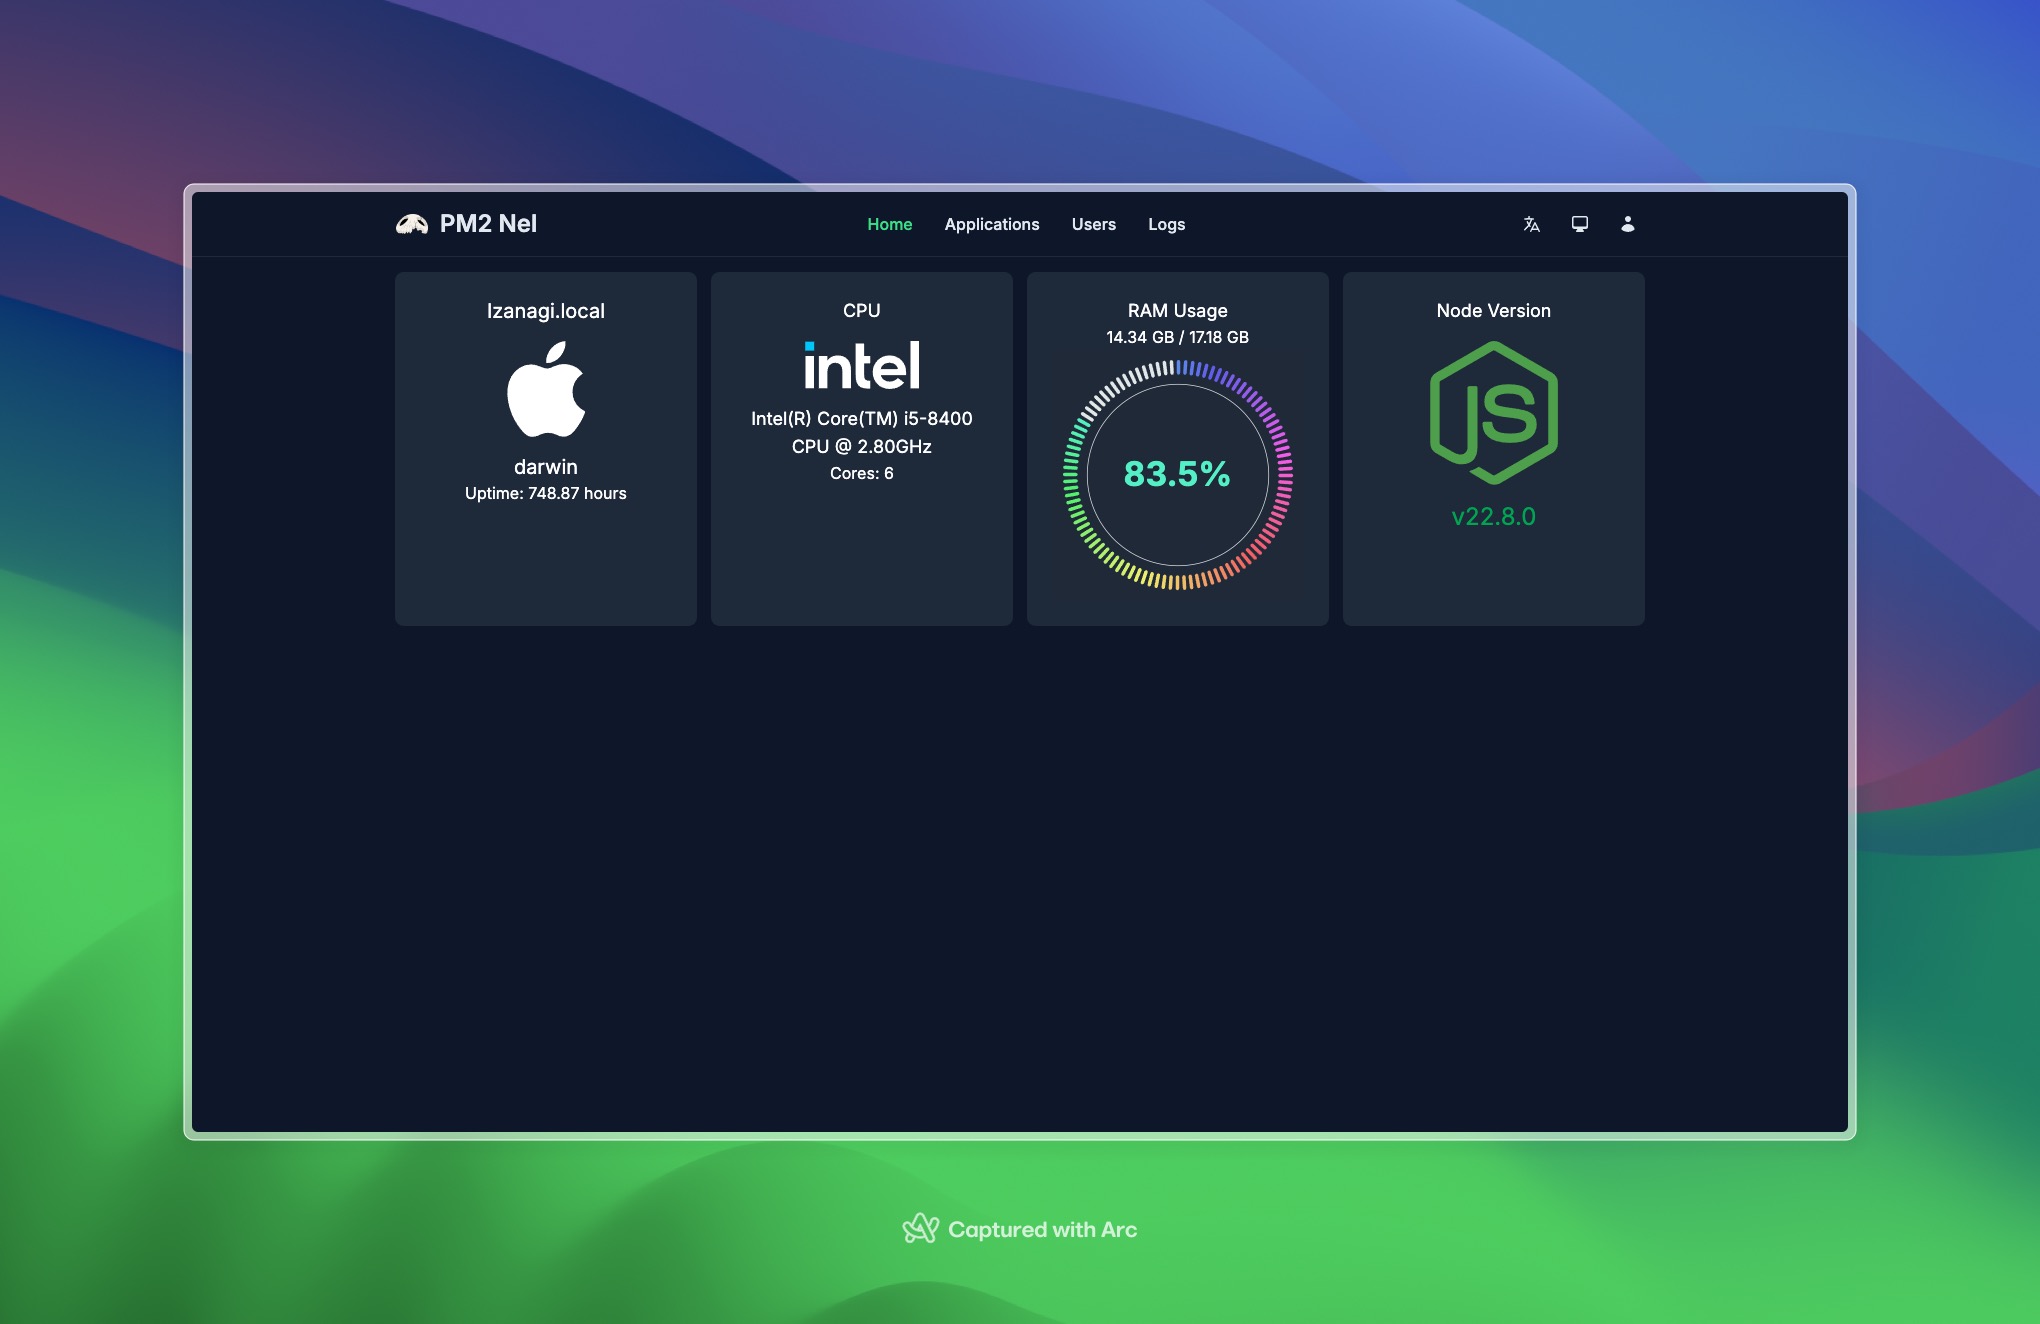 PM2 Nel
Home
Applications
Users
Logs
Izanagi.local
darwin
Uptime: 748.87 hours
CPU
intel
Intel(R) Core(TM) i5-8400
CPU @ 2.80GHz
Cores: 6
RAM Usage
14.34 GB / 17.18 GB
83.5%
Node Version
JS
v22.8.0
Captured with Arc